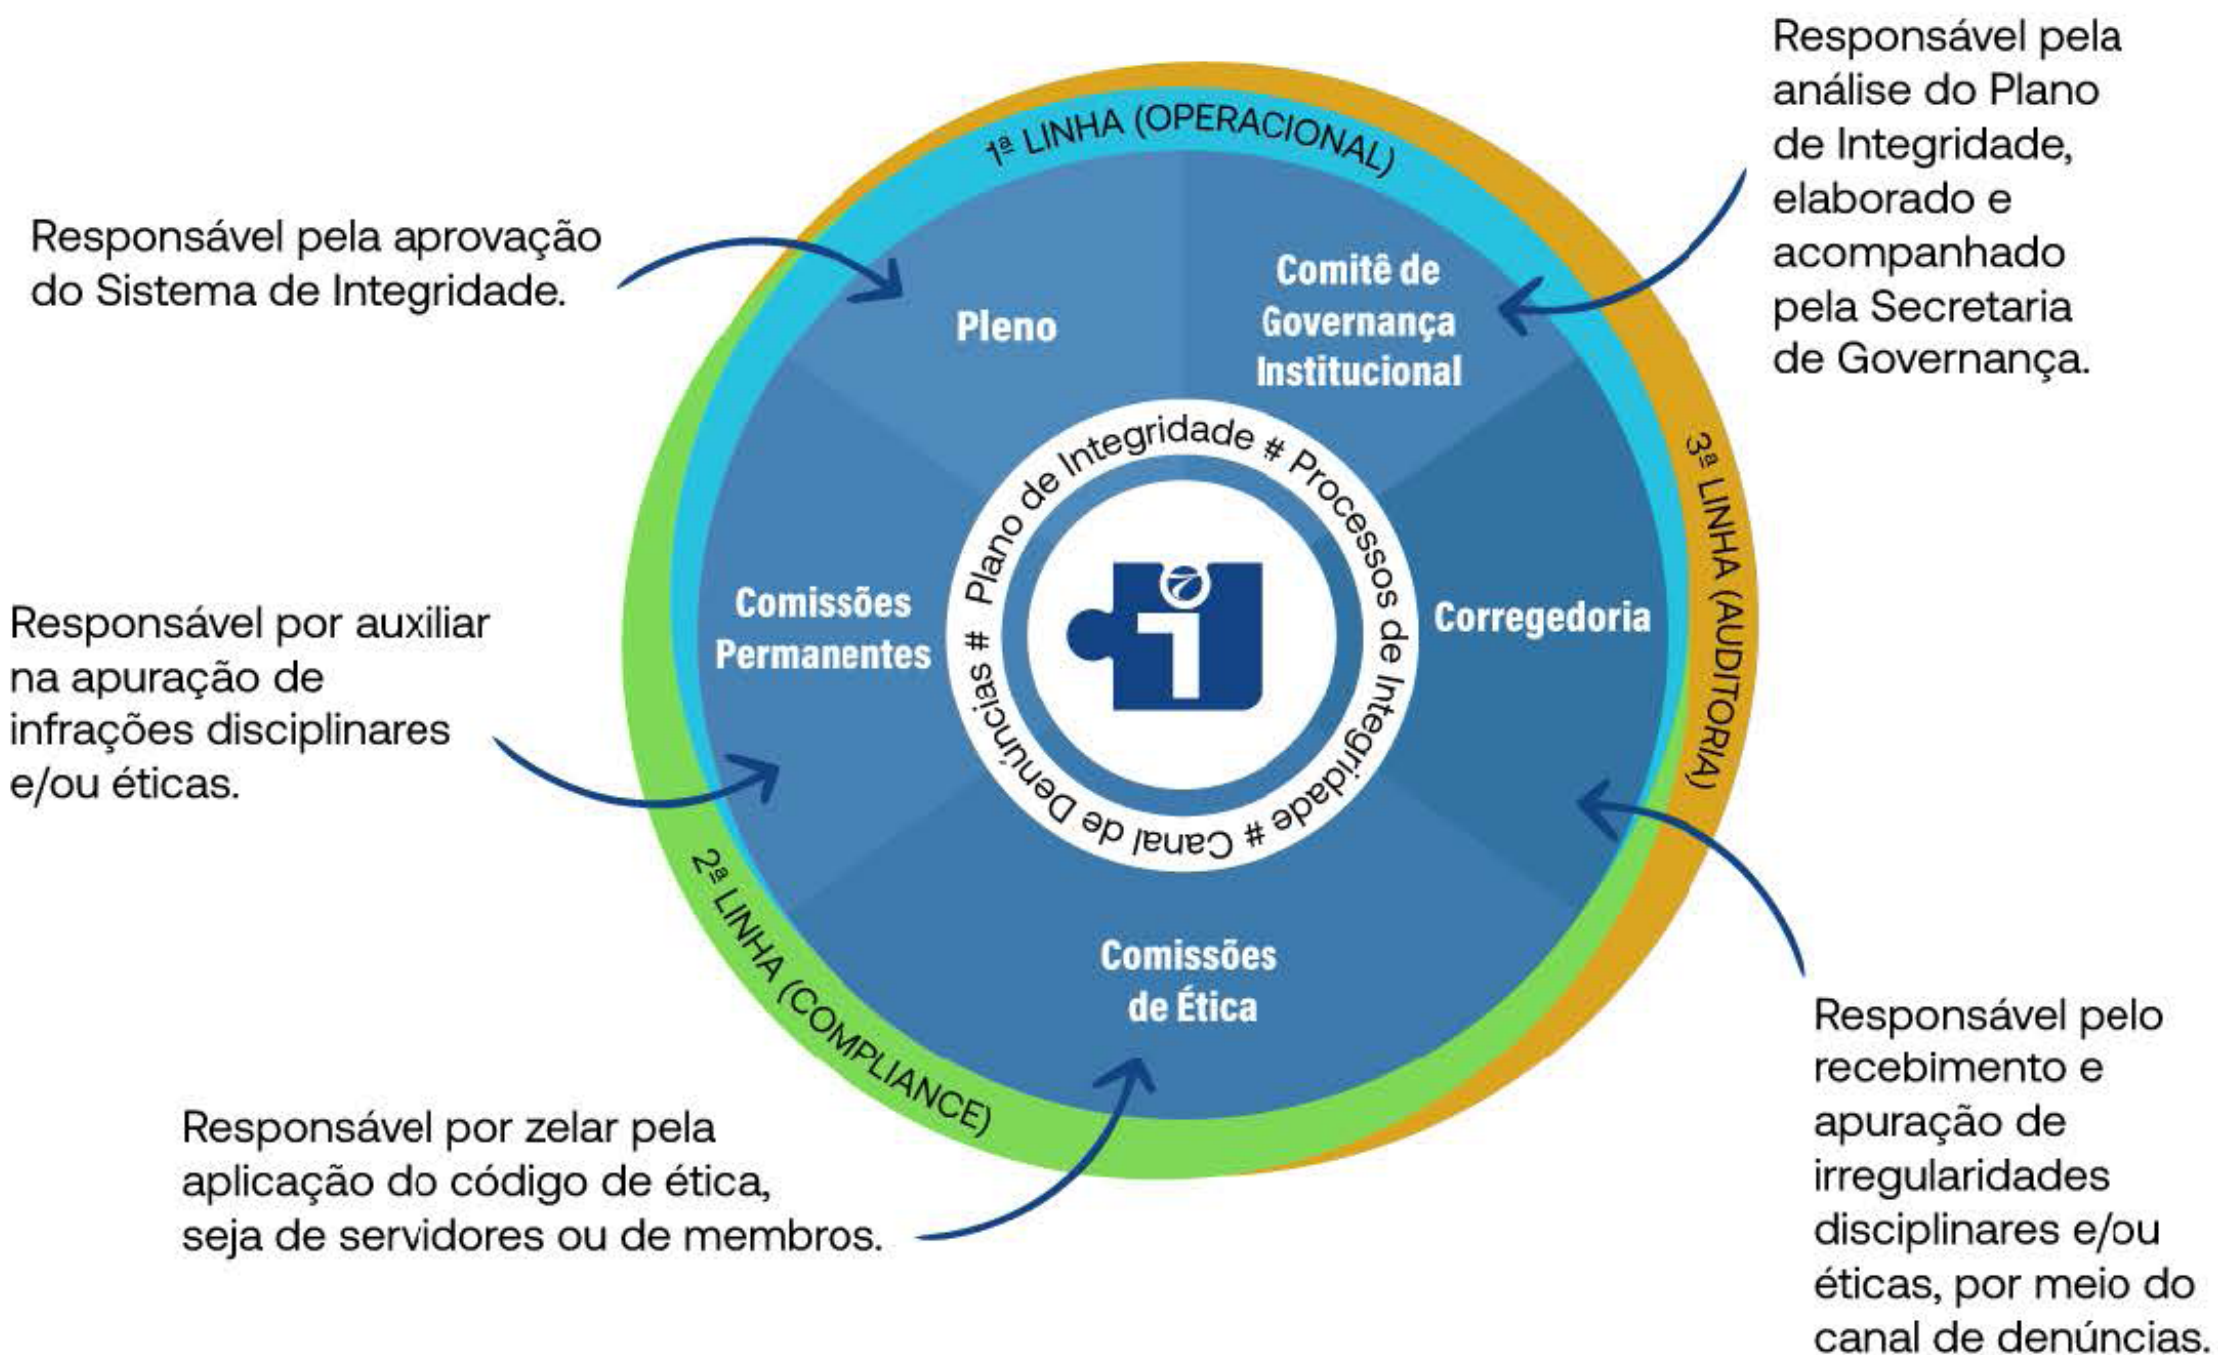 Responsável pela
análise do Plano
de Integridade,
elaborado e
acompanhado
pela Secretaria
de Governança.
1ª LINHA (OPERACIONAL)
Responsável pela aprovação
do Sistema de Integridade.
Pleno
Comitê de
Governança
Institucional
3ª LINHA (AUDITORIA)
Plano de Integridade # Processos de Integridade # Canal de Denúncias #
i
Responsável por auxiliar
na apuração de
infrações disciplinares
e/ou éticas.
Comissões
Permanentes
Corregedoria
2ª LINHA (COMPLIANCE)
Comissões
de Ética
Responsável por zelar pela
aplicação do código de ética,
seja de servidores ou de membros.
Responsável pelo
recebimento e
apuração de
irregularidades
disciplinares e/ou
éticas, por meio do
canal de denúncias.